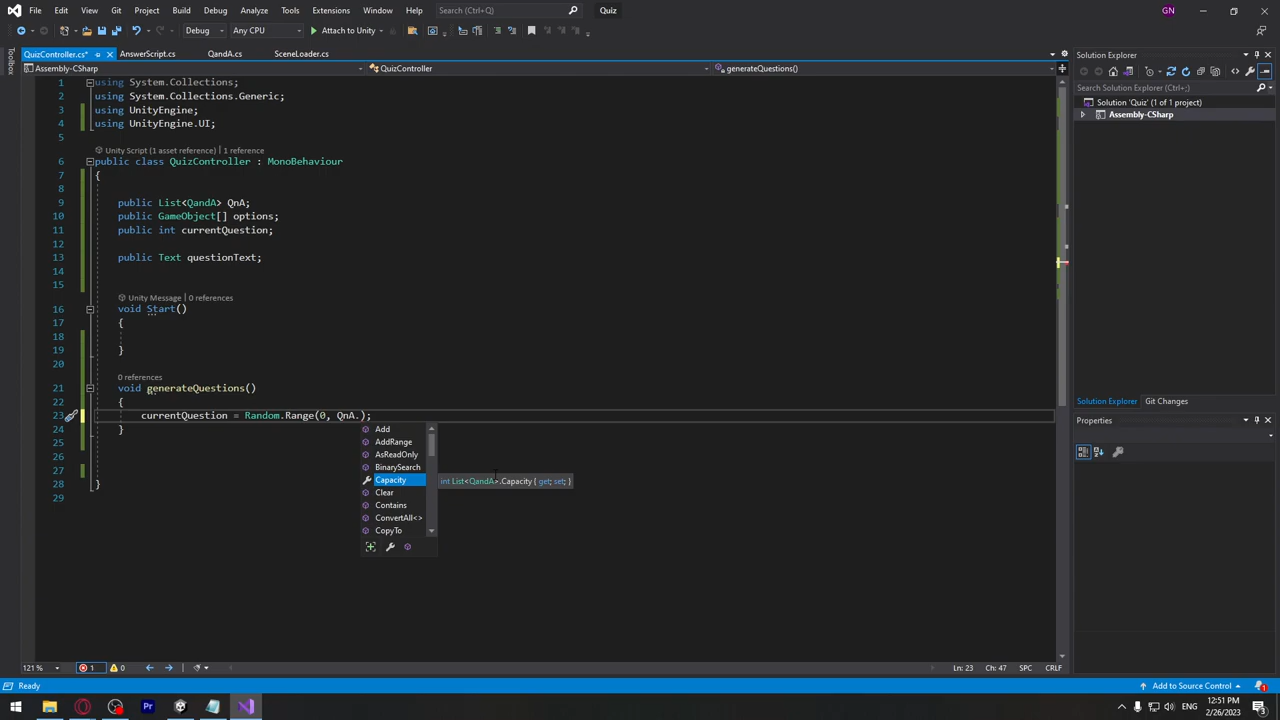 File Edit View Git Project Build Debug Test Analyze Tools Extensions Window Help Search (Ctrl+Q) Quiz GN
Debug Any CPU Attach to Unity
Toolbox
QuizController.cs* AnswerScript.cs QandA.cs SceneLoader.cs
Assembly-CSharp QuizController generateQuestions()
1 using System.Collections;
2 using System.Collections.Generic;
3 using UnityEngine;
4 using UnityEngine.UI;
5
Unity Script (1 asset reference) | 1 reference
6 public class QuizController : MonoBehaviour
7 {
8
9 public List<QandA> QnA;
10 public GameObject[] options;
11 public int currentQuestion;
12
13 public Text questionText;
14
15
Unity Message | 0 references
16 void Start()
17 {
18
19 }
20
0 references
21 void generateQuestions()
22 {
23 currentQuestion = Random.Range(0, QnA.);
24 }
25
26
27
28 }
29
Add
AddRange
AsReadOnly
BinarySearch
Capacity
Clear
Contains
ConvertAll<>
CopyTo
int List<QandA>.Capacity { get; set; }
Solution Explorer
Search Solution Explorer (Ctrl+;)
Solution 'Quiz' (1 of 1 project)
Assembly-CSharp
Solution Explorer Git Changes
Properties
121 % 1 0 Ln: 23 Ch: 47 SPC CRLF
Ready Add to Source Control 1
Pr ENG 12:51 PM 2/26/2023 3